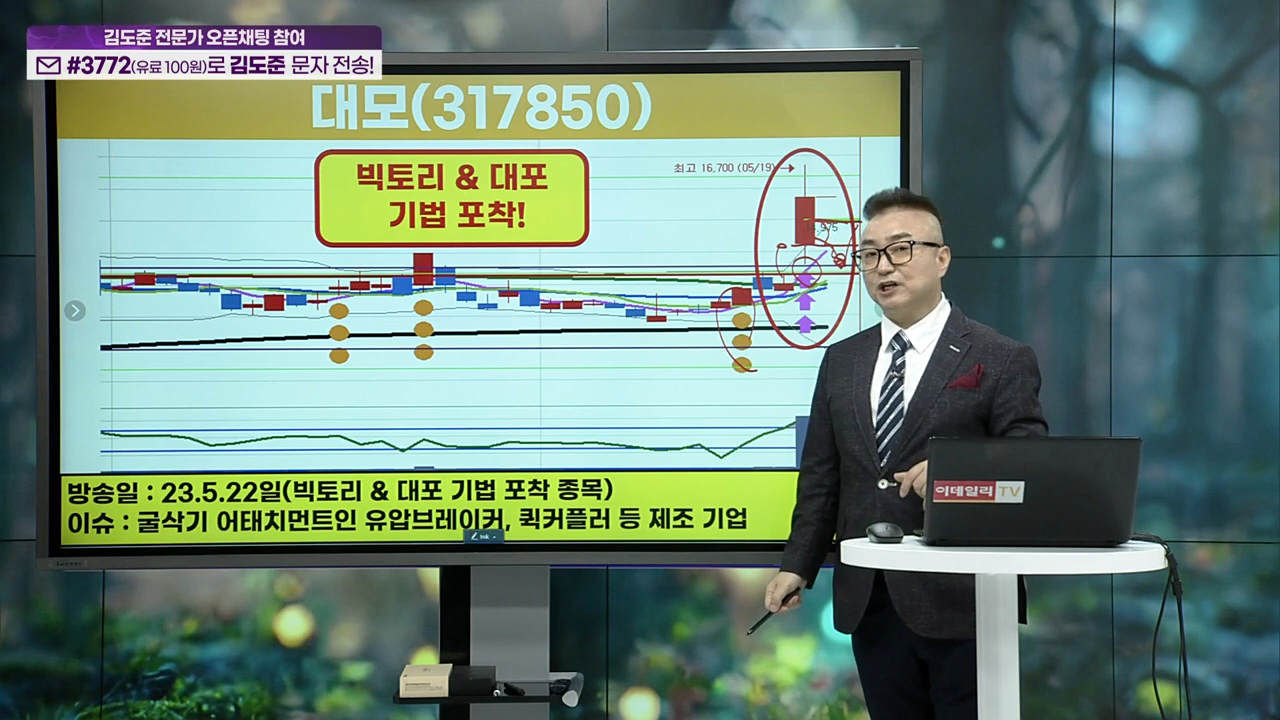 김도준 전문가 오픈채팅 참여
#3772(유료 100원)로 김도준 문자 전송!
대모(317850)
빅토리 & 대포
기법 포착!
최고 16,700 (05/19)
방송일 : 23.5.22일(빅토리 & 대포 기법 포착 종목)
이슈 : 굴삭기 어태치먼트인 유압브레이커, 퀵커플러 등 제조 기업
Ink
이데일리TV